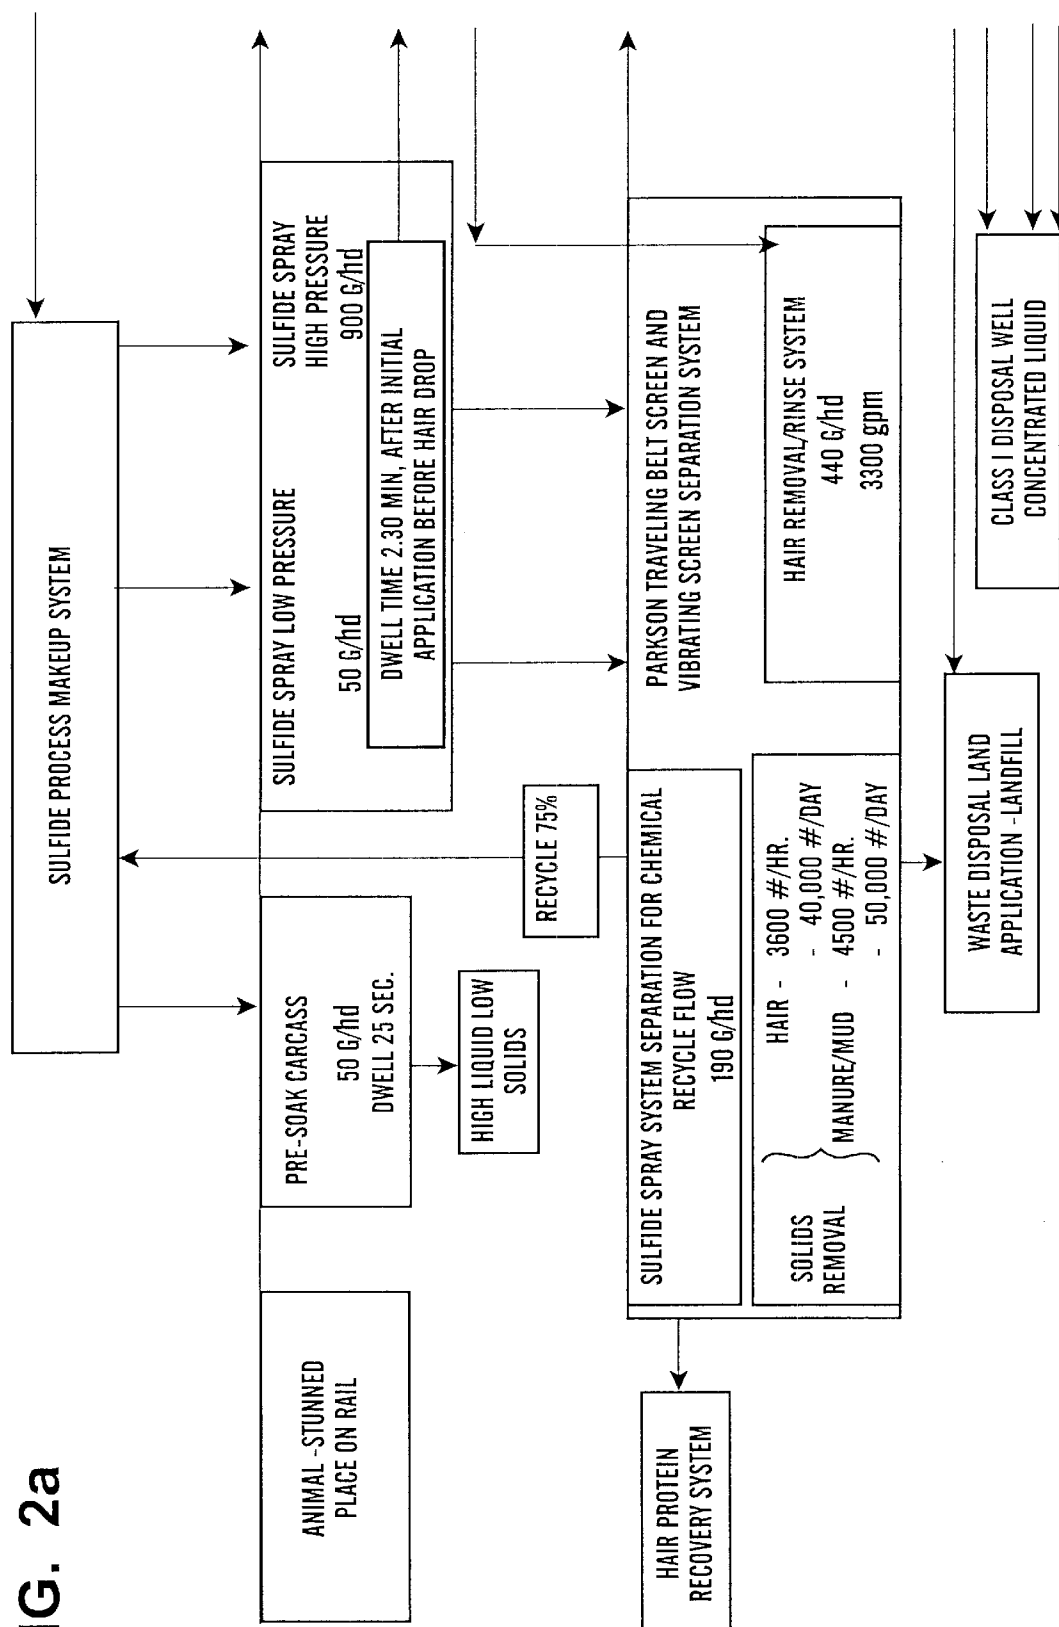 IG. 2a
SULFIDE PROCESS MAKEUP SYSTEM
ANIMAL-STUNNED
PLACE ON RAIL
PRE-SOAK CARCASS
50 G/hd
DWELL 25 SEC.
HIGH LIQUID LOW
SOLIDS
SULFIDE SPRAY LOW PRESSURE
50 G/hd
SULFIDE SPRAY
HIGH PRESSURE
900 G/hd
DWELL TIME 2.30 MIN, AFTER INITIAL
APPLICATION BEFORE HAIR DROP
RECYCLE 75%
HAIR PROTEIN
RECOVERY SYSTEM
SULFIDE SPRAY SYSTEM SEPARATION FOR CHEMICAL
RECYCLE FLOW
190 G/hd
SOLIDS
REMOVAL
HAIR - 3600 #/HR.
- 40,000 #/DAY
MANURE/MUD - 4500 #/HR.
- 50,000 #/DAY
PARKSON TRAVELING BELT SCREEN AND
VIBRATING SCREEN SEPARATION SYSTEM
HAIR REMOVAL/RINSE SYSTEM
440 G/hd
3300 gpm
WASTE DISPOSAL LAND
APPLICATION -LANDFILL
CLASS I DISPOSAL WELL
CONCENTRATED LIQUID